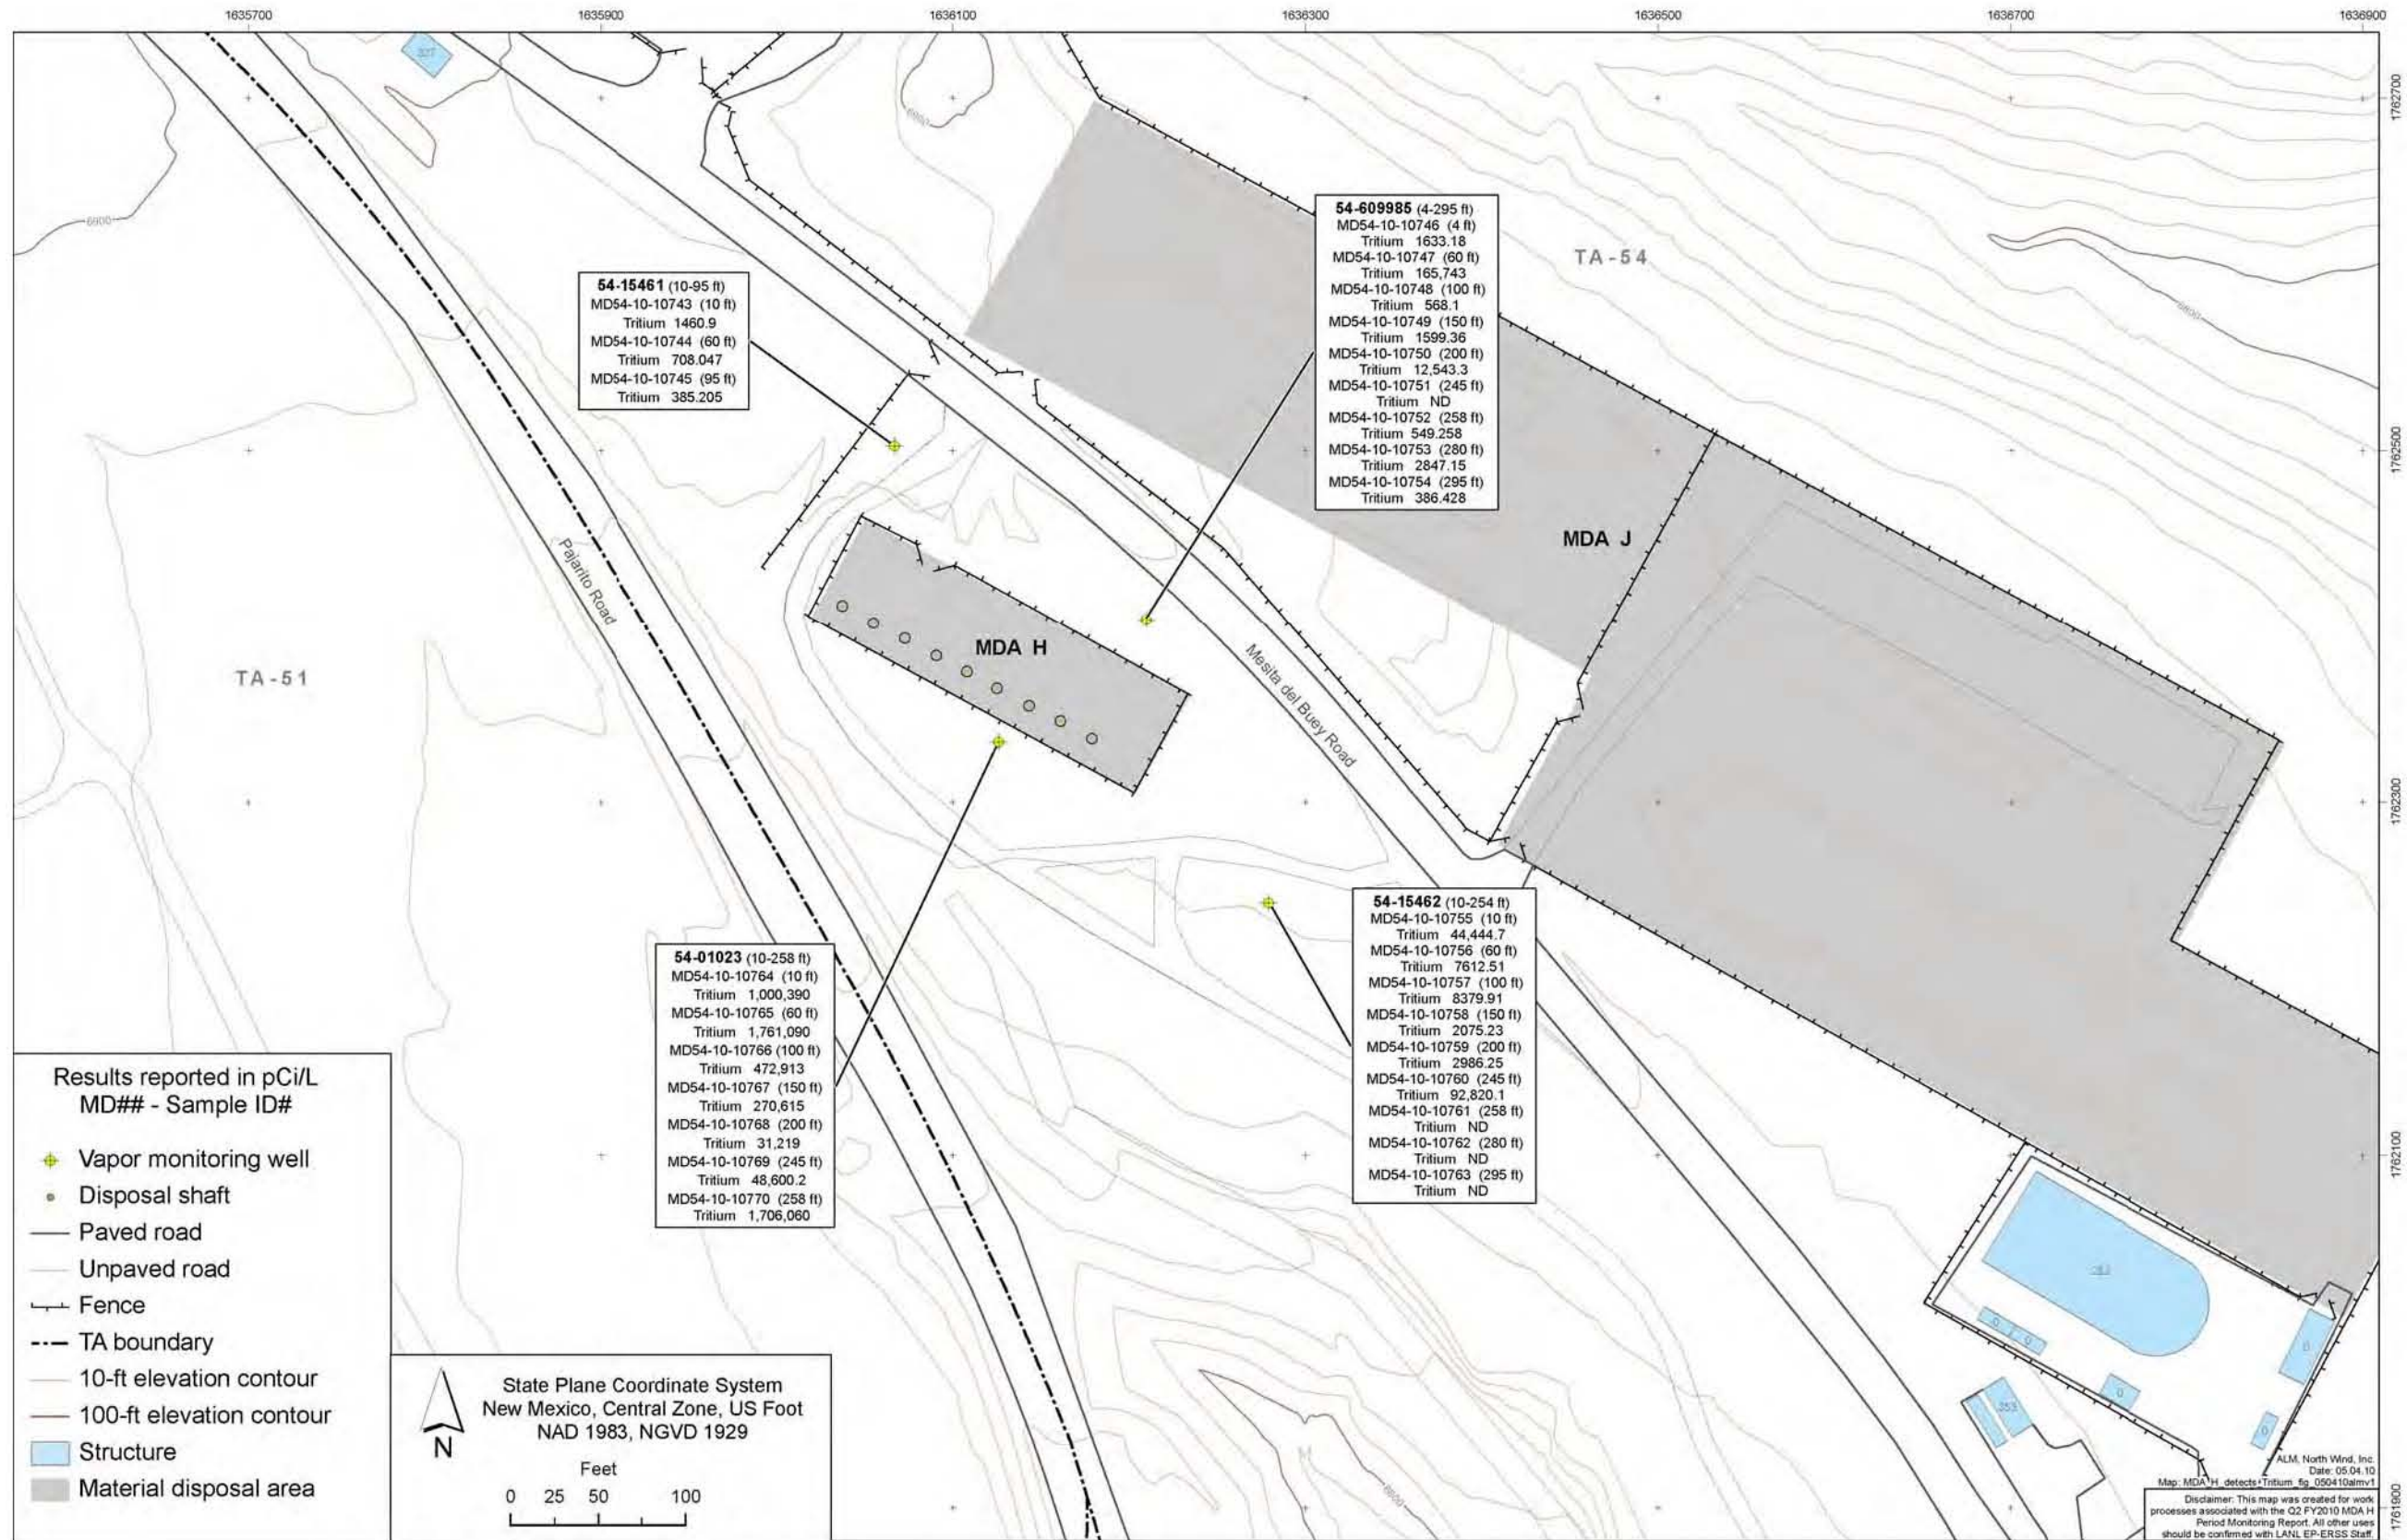 1635700
1635900
1636100
1636300
1636500
1636700
1636900
1762700
1762500
1762300
1762100
1761900
327
6900
6800
6800
TA-54
54-609985 (4-295 ft)
MD54-10-10746 (4 ft)
Tritium 1633.18
MD54-10-10747 (60 ft)
Tritium 165,743
MD54-10-10748 (100 ft)
Tritium 568.1
MD54-10-10749 (150 ft)
Tritium 1599.36
MD54-10-10750 (200 ft)
Tritium 12,543.3
MD54-10-10751 (245 ft)
Tritium ND
MD54-10-10752 (258 ft)
Tritium 549.258
MD54-10-10753 (280 ft)
Tritium 2847.15
MD54-10-10754 (295 ft)
Tritium 386.428
54-15461 (10-95 ft)
MD54-10-10743 (10 ft)
Tritium 1460.9
MD54-10-10744 (60 ft)
Tritium 708.047
MD54-10-10745 (95 ft)
Tritium 385.205
MDA J
Pajarito Road
MDA H
TA-51
Mesita del Buey Road
54-15462 (10-254 ft)
MD54-10-10755 (10 ft)
Tritium 44,444.7
MD54-10-10756 (60 ft)
Tritium 7612.51
MD54-10-10757 (100 ft)
Tritium 8379.91
MD54-10-10758 (150 ft)
Tritium 2075.23
MD54-10-10759 (200 ft)
Tritium 2986.25
MD54-10-10760 (245 ft)
Tritium 92,820.1
MD54-10-10761 (258 ft)
Tritium ND
MD54-10-10762 (280 ft)
Tritium ND
MD54-10-10763 (295 ft)
Tritium ND
54-01023 (10-258 ft)
MD54-10-10764 (10 ft)
Tritium 1,000,390
MD54-10-10765 (60 ft)
Tritium 1,761,090
MD54-10-10766 (100 ft)
Tritium 472,913
MD54-10-10767 (150 ft)
Tritium 270,615
MD54-10-10768 (200 ft)
Tritium 31,219
MD54-10-10769 (245 ft)
Tritium 48,600.2
MD54-10-10770 (258 ft)
Tritium 1,706,060
Results reported in pCi/L
MD## - Sample ID#
Vapor monitoring well
Disposal shaft
Paved road
Unpaved road
Fence
TA boundary
10-ft elevation contour
100-ft elevation contour
Structure
Material disposal area
N
State Plane Coordinate System
New Mexico, Central Zone, US Foot
NAD 1983, NGVD 1929
Feet
0 25 50 100
0
0
0
0
0
353
6800
ALM, North Wind, Inc.
Date: 05.04.10
Map: MDA_H_detects+Tritium_fig_050410almv1
Disclaimer: This map was created for work
processes associated with the Q2 FY2010 MDA H
Period Monitoring Report. All other uses
should be confirmed with LANL EP-ERSS Staff.